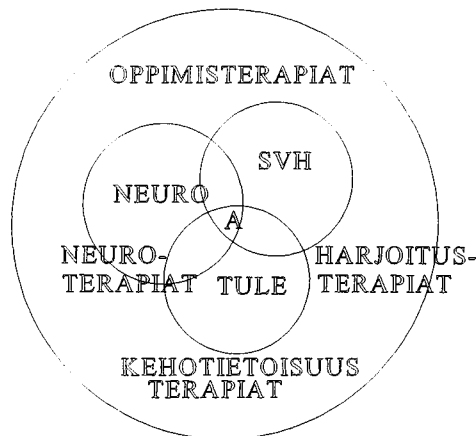 OPPIMISTERAPIAT
SVH
NEURO
A
NEURO-
TERAPIAT
TULE
HARJOITUS-
TERAPIAT
KEHOTIETOISUUS
TERAPIAT